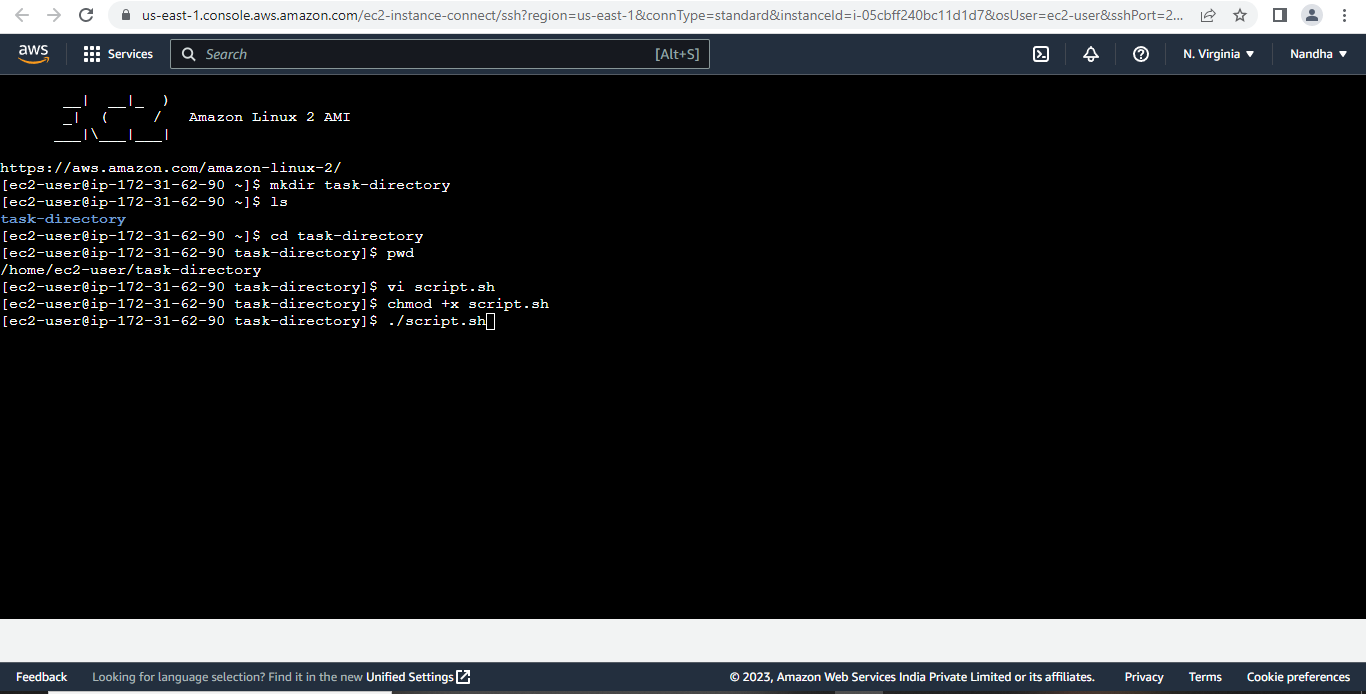 us-east-1.console.aws.amazon.com/ec2-instance-connect/ssh?region=us-east-1&connType=standard&instanceId=i-05cbff240bc11d1d7&osUser=ec2-user&sshPort=2...
aws Services Search [Alt+S] N. Virginia Nandha
__| __|_ )
_| ( / Amazon Linux 2 AMI
___|\___|___|
https://aws.amazon.com/amazon-linux-2/
[ec2-user@ip-172-31-62-90 ~]$ mkdir task-directory
[ec2-user@ip-172-31-62-90 ~]$ ls
task-directory
[ec2-user@ip-172-31-62-90 ~]$ cd task-directory
[ec2-user@ip-172-31-62-90 task-directory]$ pwd
/home/ec2-user/task-directory
[ec2-user@ip-172-31-62-90 task-directory]$ vi script.sh
[ec2-user@ip-172-31-62-90 task-directory]$ chmod +x script.sh
[ec2-user@ip-172-31-62-90 task-directory]$ ./script.sh
Feedback Looking for language selection? Find it in the new Unified Settings © 2023, Amazon Web Services India Private Limited or its affiliates. Privacy Terms Cookie preferences